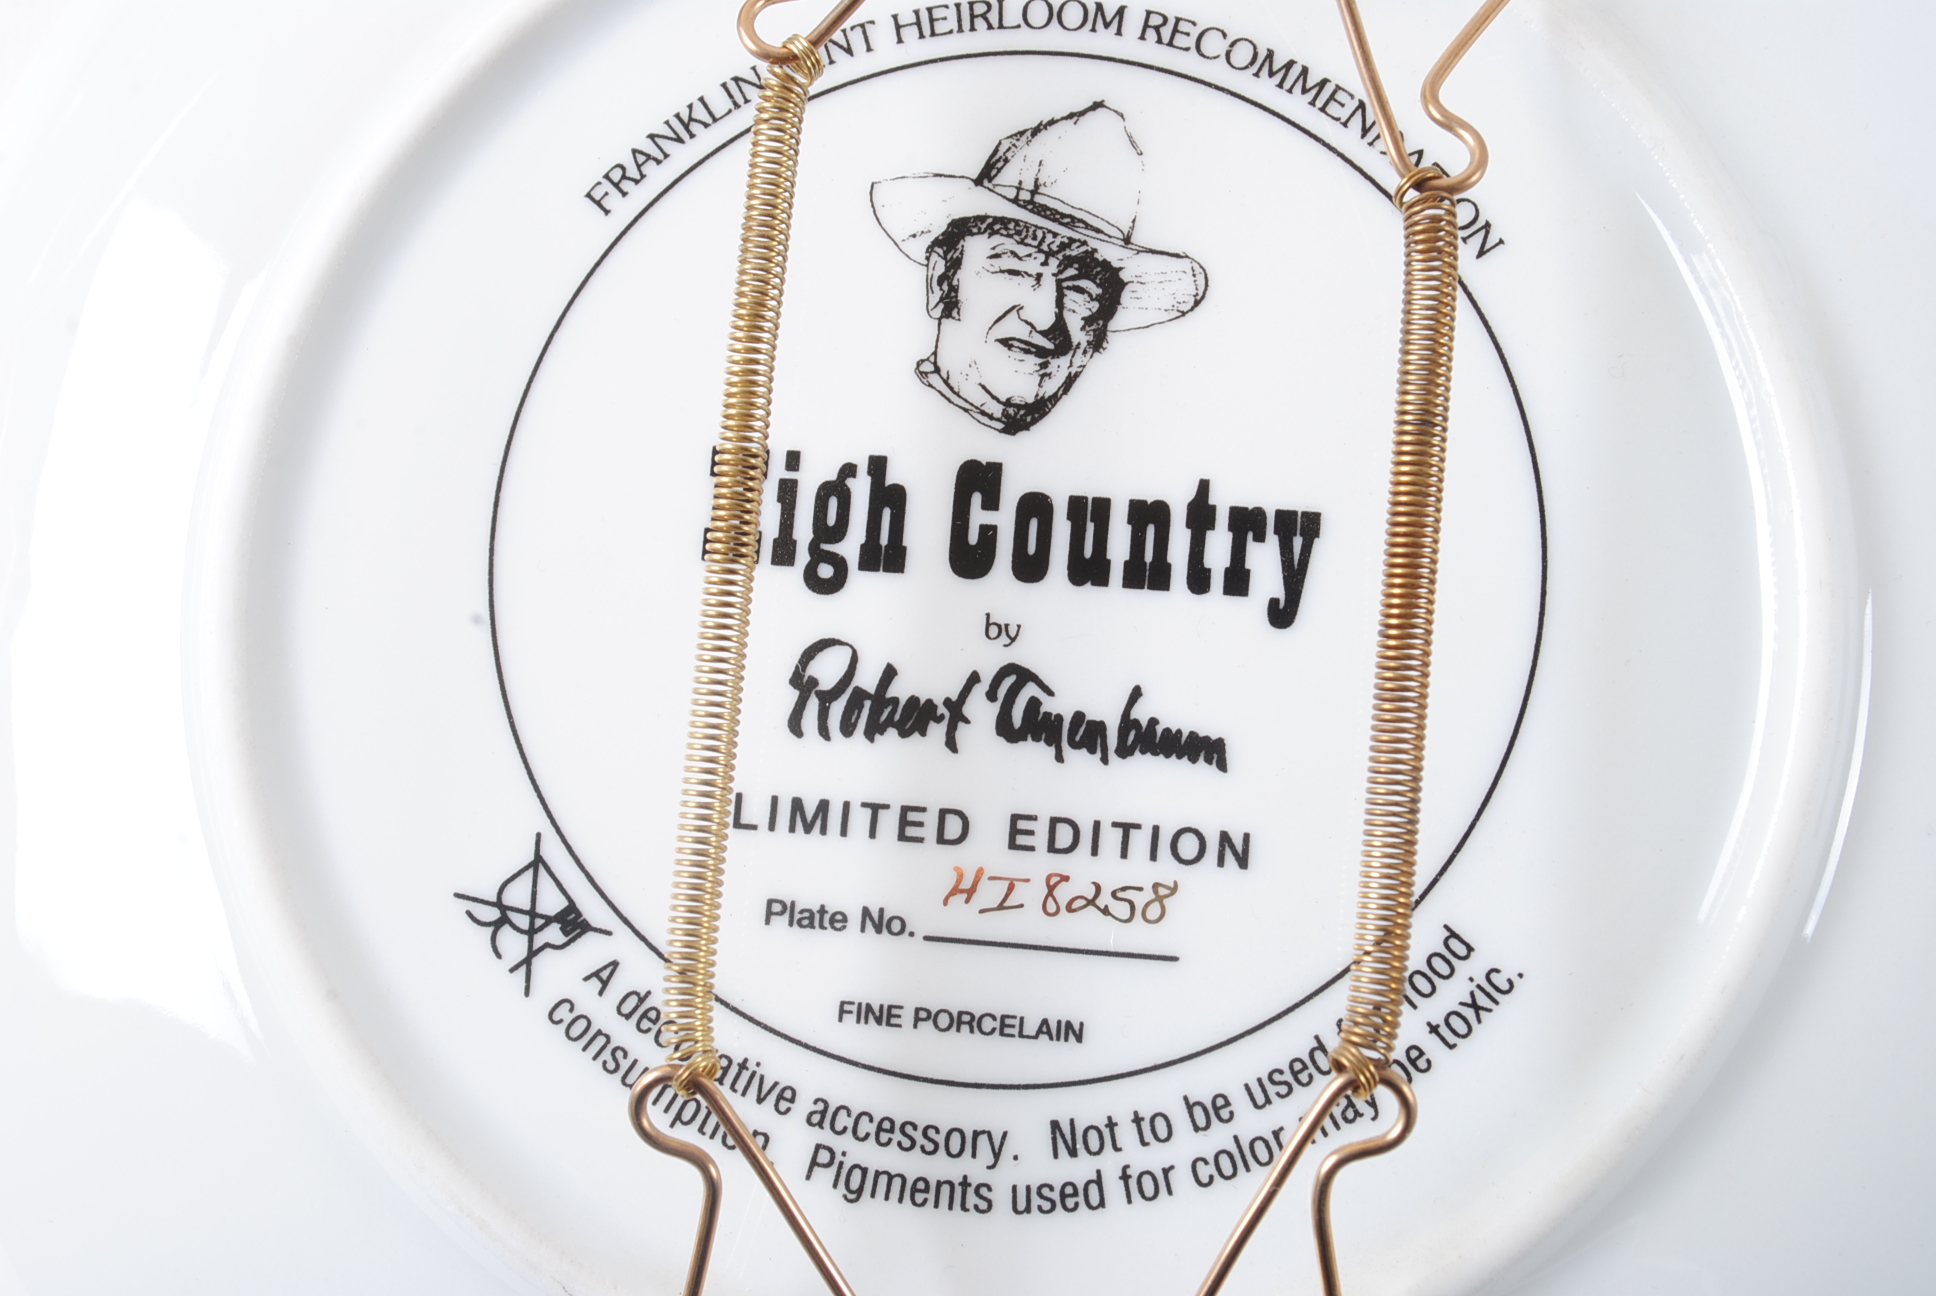 FRANKLIN MINT HEIRLOOM RECOMMENDATION
High Country
by
Robert Tanenbaum
LIMITED EDITION
Plate No. HI8258
FINE PORCELAIN
A decorative accessory. Not to be used for food
consumption. Pigments used for color may be toxic.